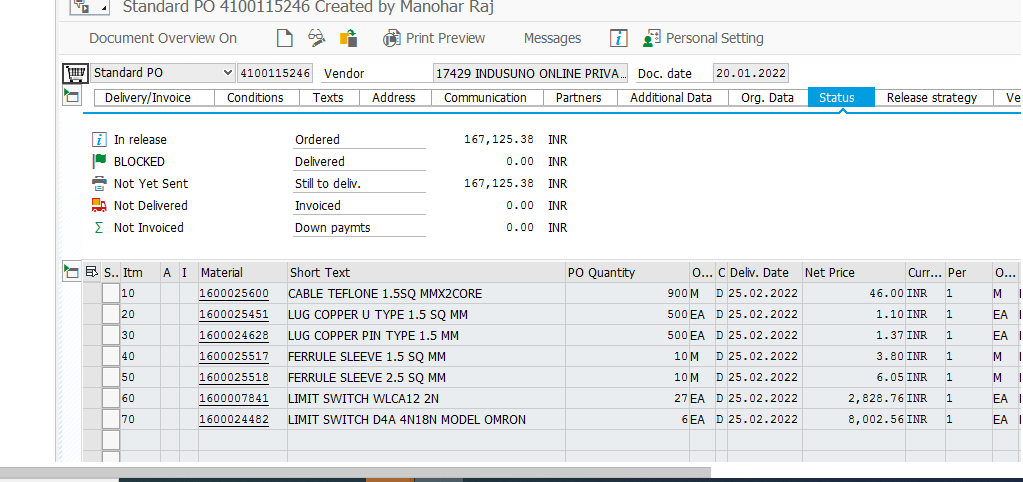 Standard PO 4100115246 Created by Manohar Raj
Document Overview On Print Preview Messages Personal Setting
Standard PO 4100115246 Vendor 17429 INDUSUNO ONLINE PRIVA... Doc. date 20.01.2022
Delivery/Invoice Conditions Texts Address Communication Partners Additional Data Org. Data Status Release strategy Ve
In release Ordered 167,125.38 INR
BLOCKED Delivered 0.00 INR
Not Yet Sent Still to deliv. 167,125.38 INR
Not Delivered Invoiced 0.00 INR
Σ Not Invoiced Down paymts 0.00 INR
S.. Itm A I Material Short Text PO Quantity O... C Deliv. Date Net Price Curr... Per O...
10 1600025600 CABLE TEFLONE 1.5SQ MMX2CORE 900 M D 25.02.2022 46.00 INR 1 M
20 1600025451 LUG COPPER U TYPE 1.5 SQ MM 500 EA D 25.02.2022 1.10 INR 1 EA
30 1600024628 LUG COPPER PIN TYPE 1.5 MM 500 EA D 25.02.2022 1.37 INR 1 EA
40 1600025517 FERRULE SLEEVE 1.5 SQ MM 10 M D 25.02.2022 3.80 INR 1 M
50 1600025518 FERRULE SLEEVE 2.5 SQ MM 10 M D 25.02.2022 6.05 INR 1 M
60 1600007841 LIMIT SWITCH WLCA12 2N 27 EA D 25.02.2022 2,828.76 INR 1 EA
70 1600024482 LIMIT SWITCH D4A 4N18N MODEL OMRON 6 EA D 25.02.2022 8,002.56 INR 1 EA